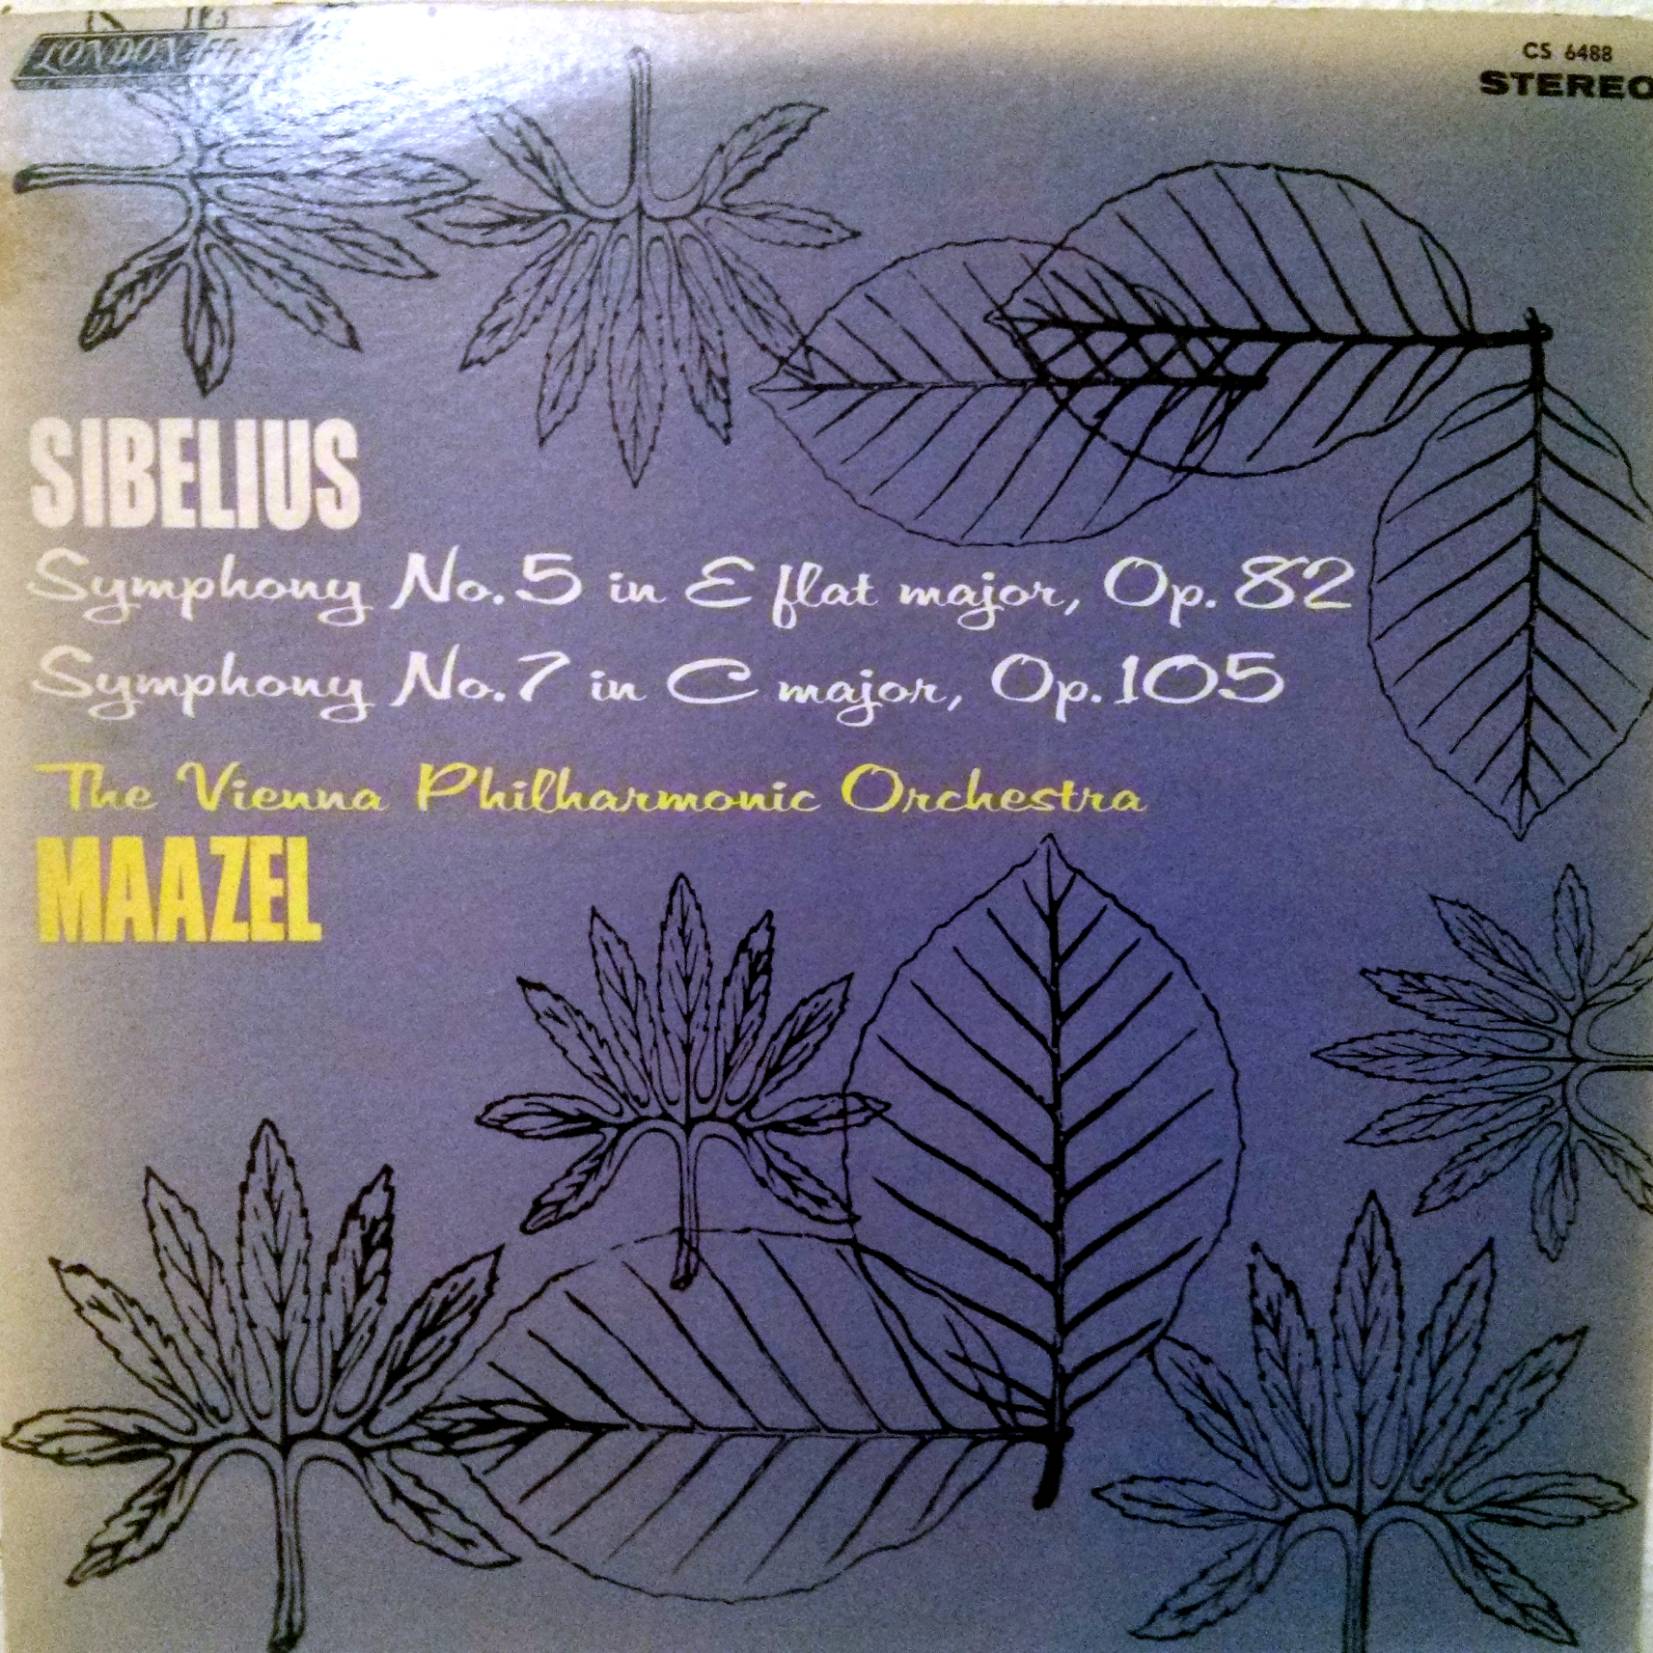 LONDON ffrr
CS 6488
STEREO
SIBELIUS
Symphony No. 5 in E flat major, Op. 82
Symphony No. 7 in C major, Op. 105
The Vienna Philharmonic Orchestra
MAAZEL